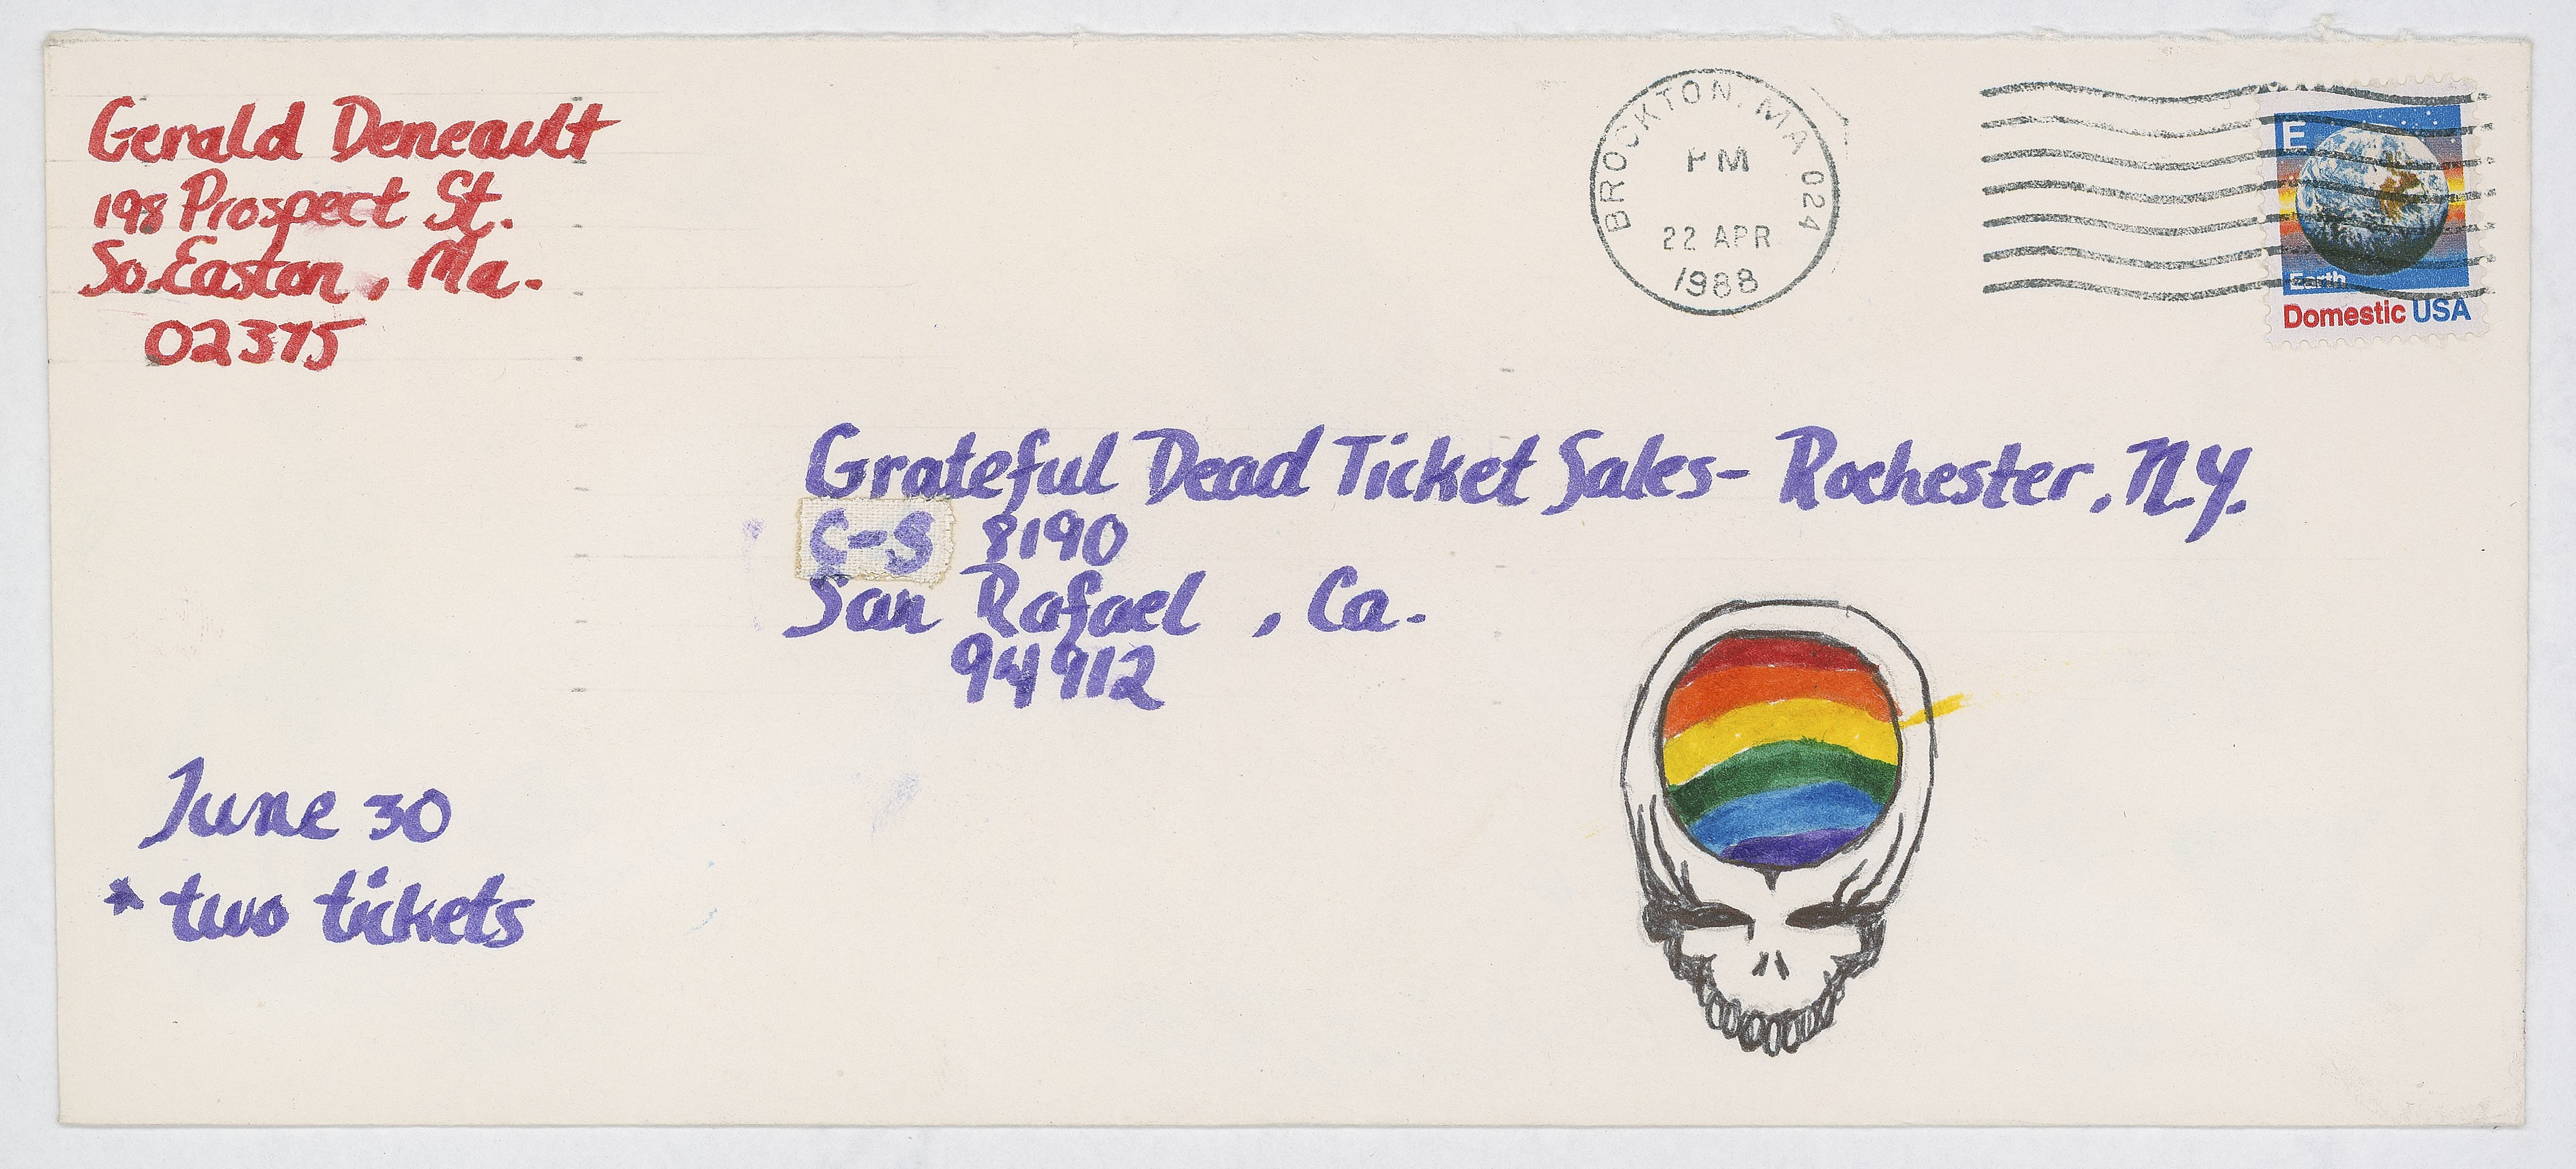 Gerald Deneault
198 Prospect St.
So. Easton, Ma.
02375
BROCKTON, MA 024
PM
22 APR
1988
E
Earth
Domestic USA
Grateful Dead Ticket Sales- Rochester, N.Y.
C-S 8190
San Rafael, Ca.
94912
June 30
* two tickets